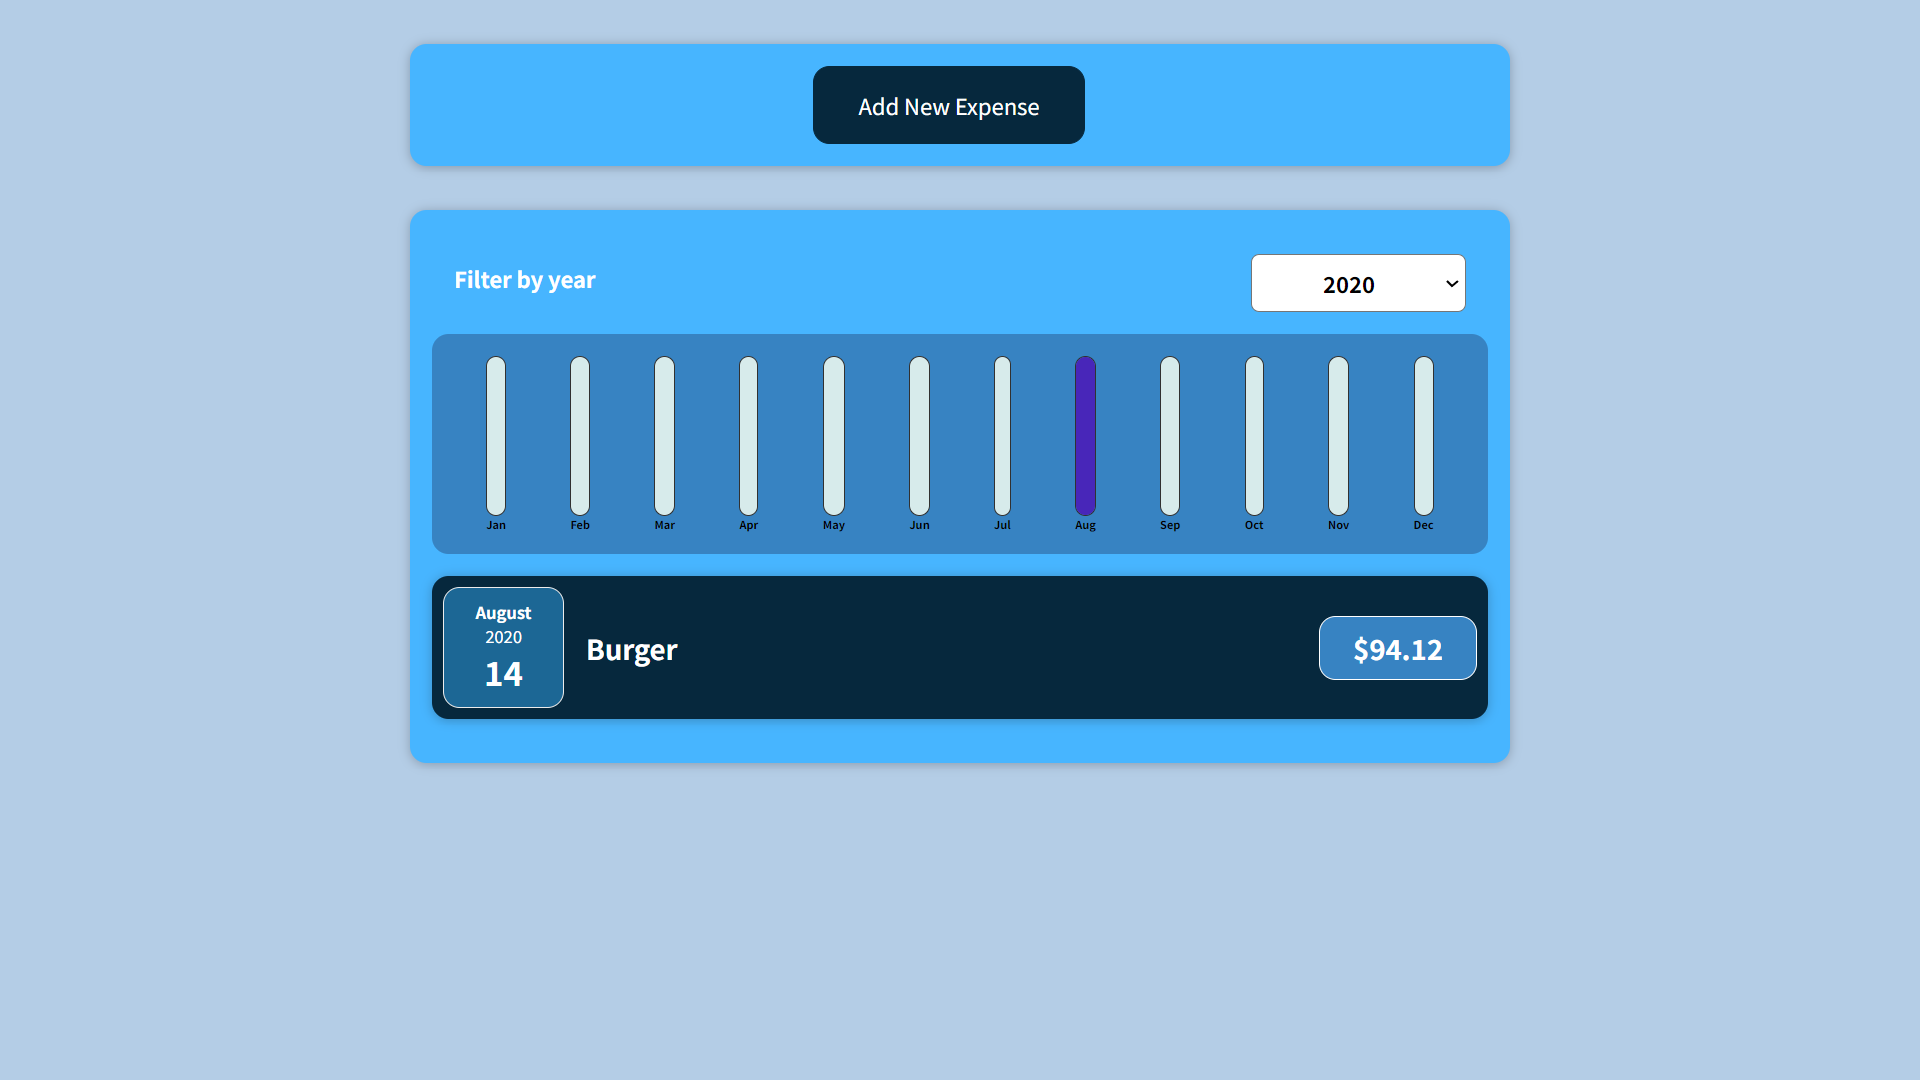 Add New Expense
Filter by year
2020
Jan Feb Mar Apr May Jun Jul Aug Sep Oct Nov Dec
August
2020
14
Burger
$94.12